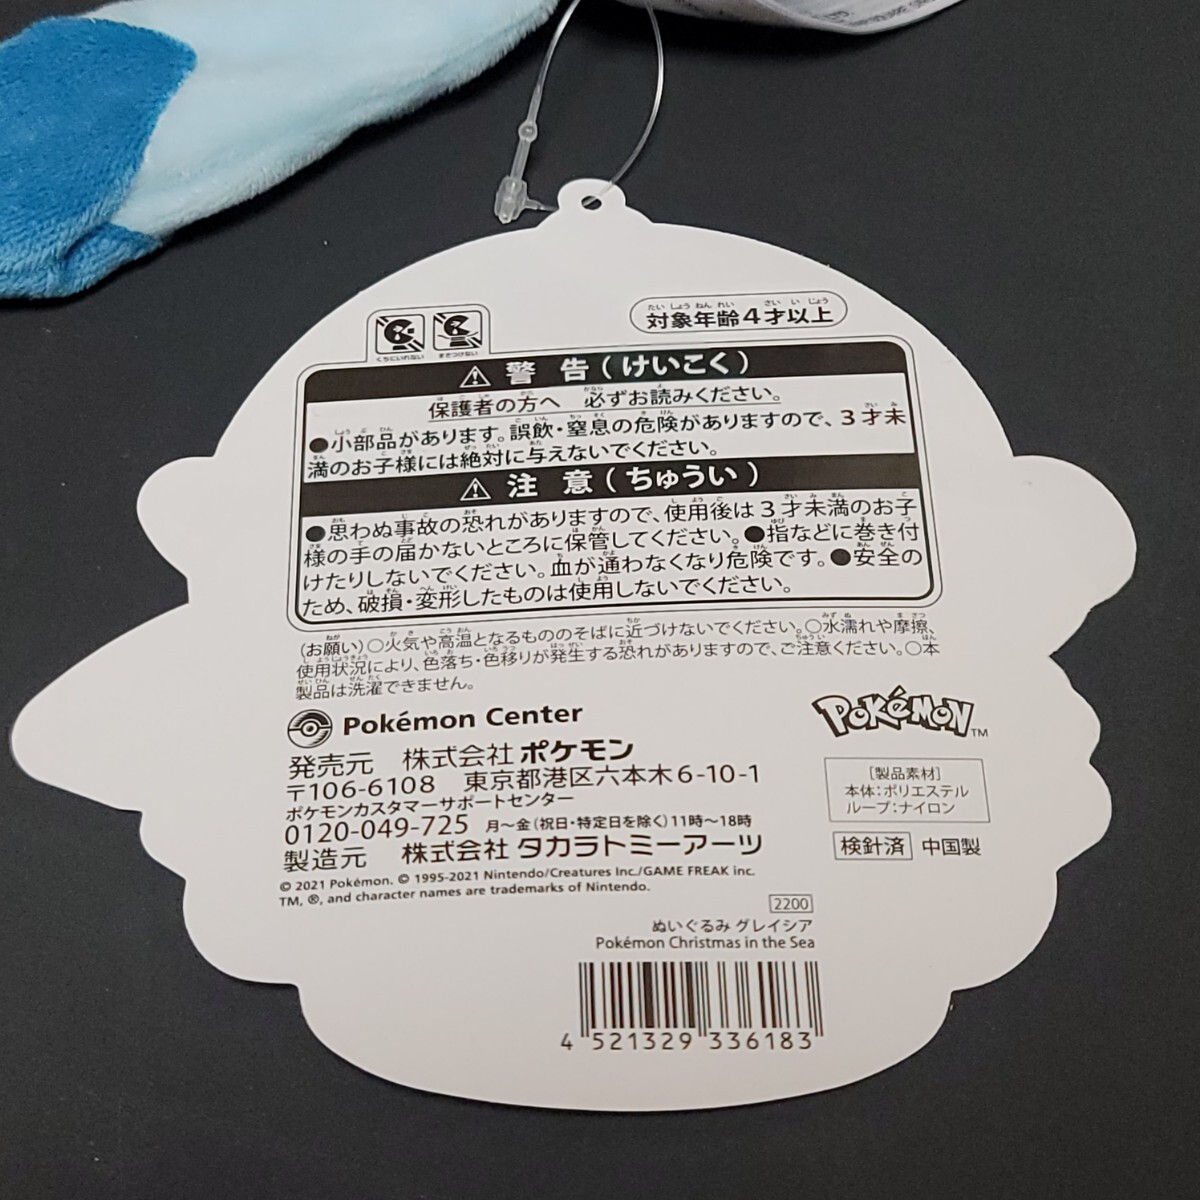 対象年齢4才以上
くちにいれない
⚠ 警告(けいこく)
保護者の方へ 必ずお読みください。
●小部品があります。誤飲・窒息の危険がありますので、3才未
満のお子様には絶対に与えないでください。
⚠ 注意(ちゅうい)
●思わぬ事故の恐れがありますので、使用後は3才未満のお子
様の手の届かないところに保管してください。●指などに巻き付
けたりしないでください。血が通わなくなり危険です。●安全の
ため、破損・変形したものは使用しないでください。
(お願い)○火気や高温となるもののそばに近づけないでください。○水濡れや摩擦、
使用状況により、色落ち・色移りが発生する恐れがありますので、ご注意ください。○本
製品は洗濯できません。
Pokémon Center
発売元 株式会社ポケモン
〒106-6108 東京都港区六本木6-10-1
ポケモンカスタマーサポートセンター
0120-049-725 月～金(祝日・特定日を除く)11時～18時
製造元 株式会社タカラトミーアーツ
© 2021 Pokémon. © 1995-2021 Nintendo/Creatures Inc./GAME FREAK inc.
TM, ®, and character names are trademarks of Nintendo.
POKéMON TM
[製品素材]
本体:ポリエステル
ループ:ナイロン
検針済 中国製
2200
ぬいぐるみ グレイシア
Pokémon Christmas in the Sea
4 521329 336183